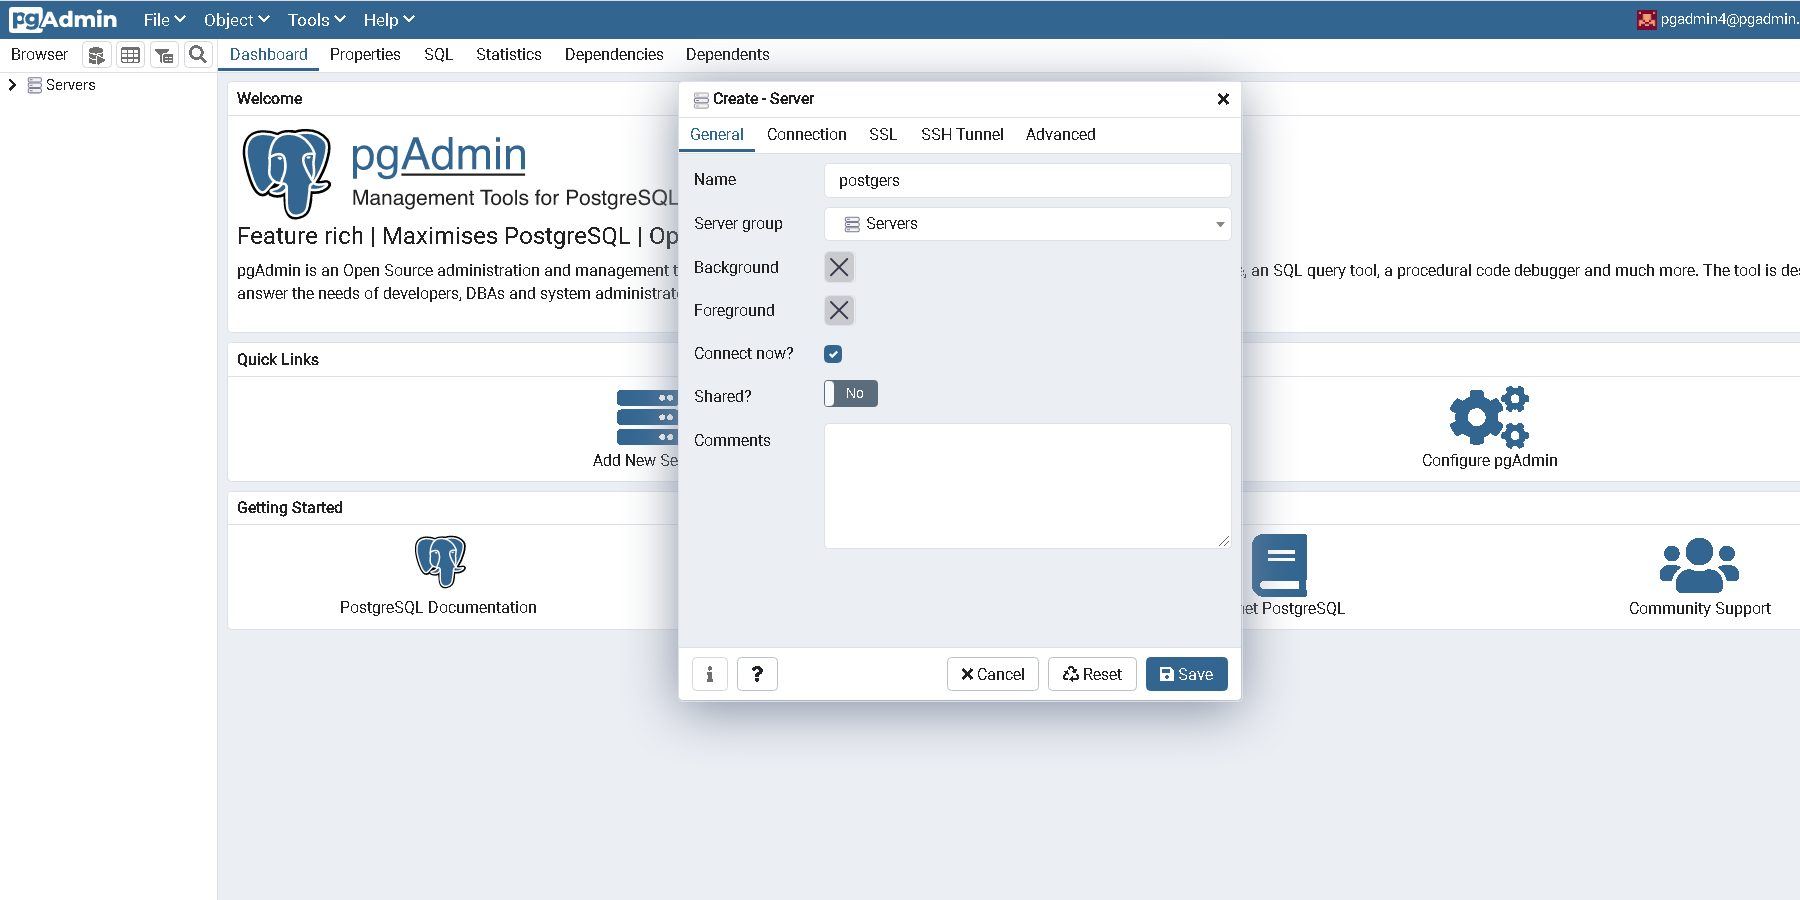 pgAdmin File Object Tools Help pgadmin4@pgadmin.
Browser Dashboard Properties SQL Statistics Dependencies Dependents
Servers
Welcome
pgAdmin
Management Tools for PostgreSQL
Feature rich | Maximises PostgreSQL | Op
pgAdmin is an Open Source administration and management t
, an SQL query tool, a procedural code debugger and much more. The tool is des
answer the needs of developers, DBAs and system administrat
Quick Links
Add New Se
Configure pgAdmin
Getting Started
PostgreSQL Documentation
et PostgreSQL
Community Support
Create - Server
General Connection SSL SSH Tunnel Advanced
Name postgers
Server group Servers
Background
Foreground
Connect now?
Shared? No
Comments
i ? Cancel Reset Save